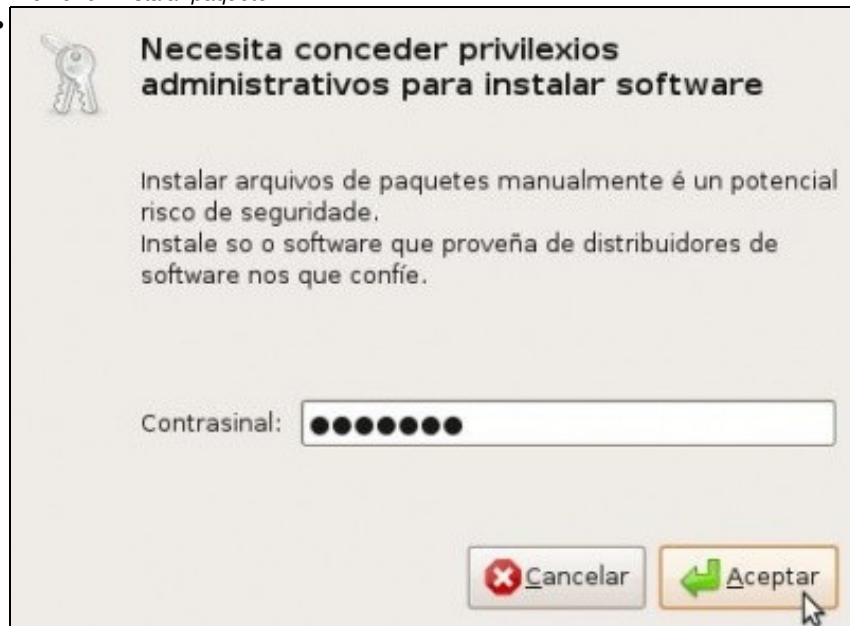 Necesita conceder privilexios
administrativos para instalar software
Instalar arquivos de paquetes manualmente é un potencial
risco de seguridade.
Instale so o software que proveña de distribuidores de
software nos que confíe.
Contrasinal: ●●●●●●●
Cancelar
Aceptar